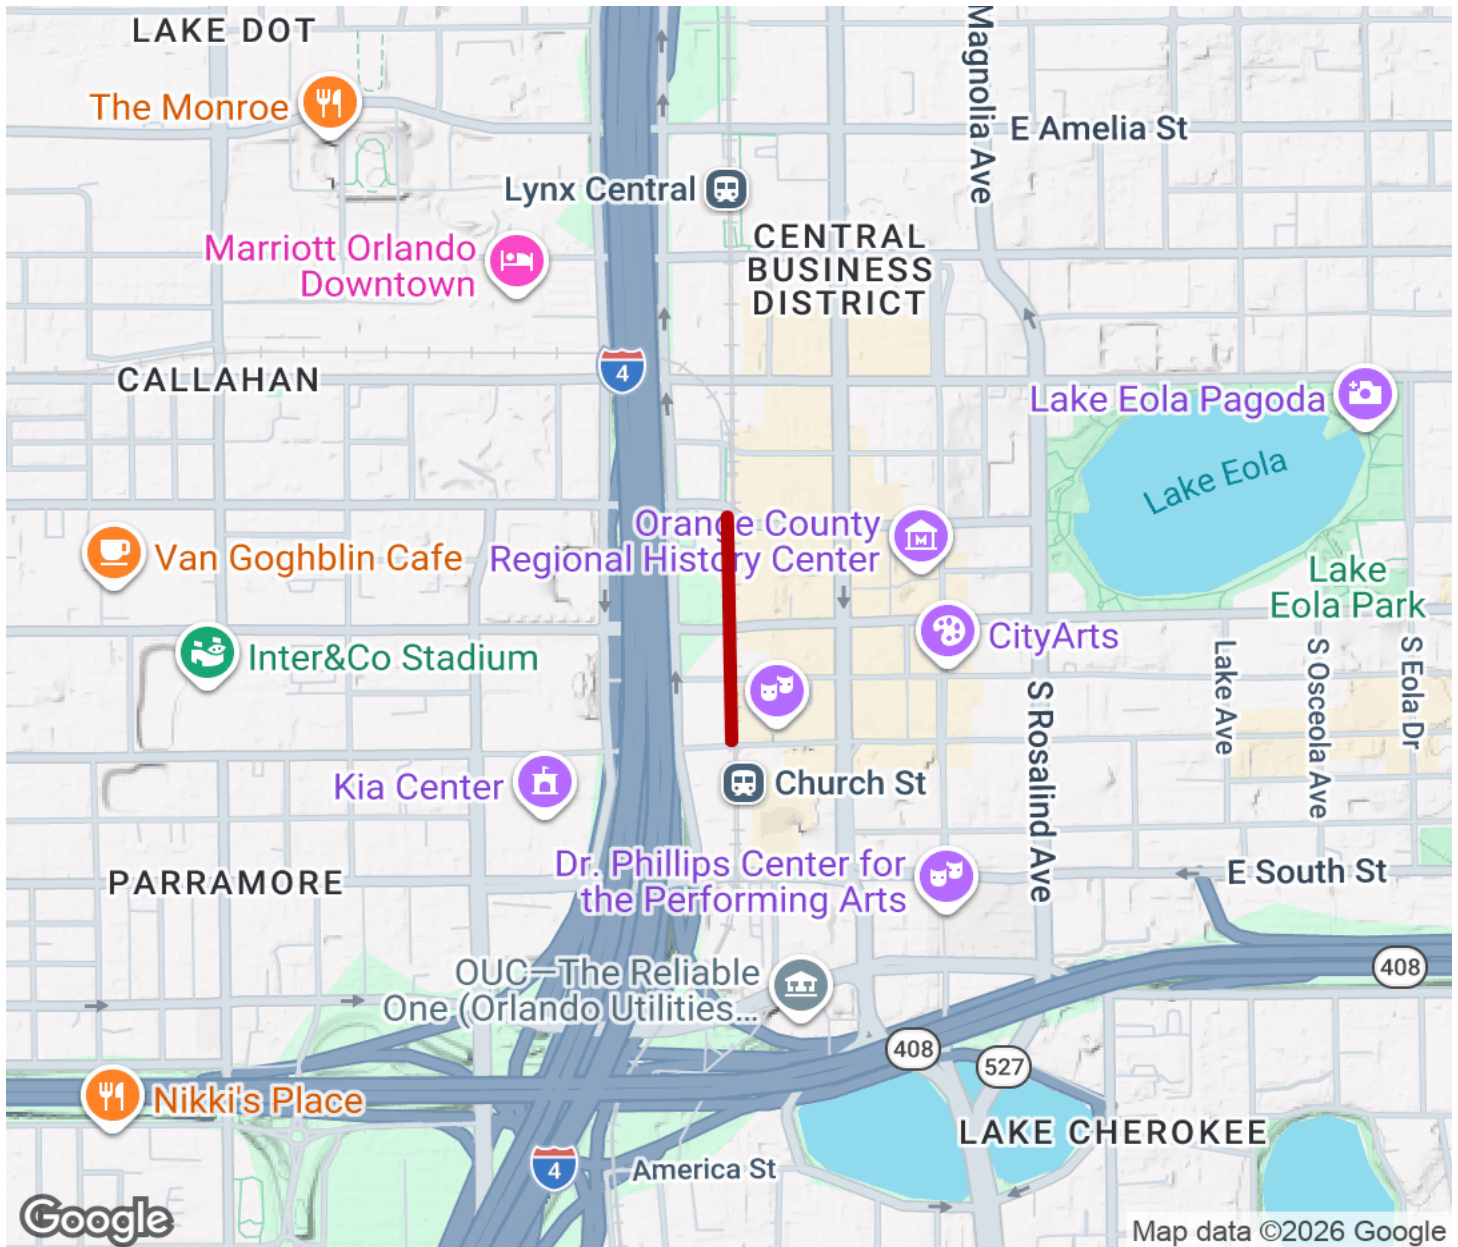 LAKE DOT
Magnolia Ave
The Monroe
E Amelia St
Lynx Central
CENTRAL
BUSINESS
DISTRICT
Marriott Orlando
Downtown
4
CALLAHAN
Lake Eola Pagoda
Lake Eola
Orange County
Regional History Center
Van Goghblin Cafe
Lake
Eola Park
CityArts
Inter&Co Stadium
Lake Ave
S Osceola Ave
S Eola Dr
S Rosalind Ave
Kia Center
Church St
Dr. Phillips Center for
the Performing Arts
E South St
PARRAMORE
OUC—The Reliable
One (Orlando Utilities...
408
408
527
Nikki's Place
LAKE CHEROKEE
4
America St
Google
Map data ©2026 Google